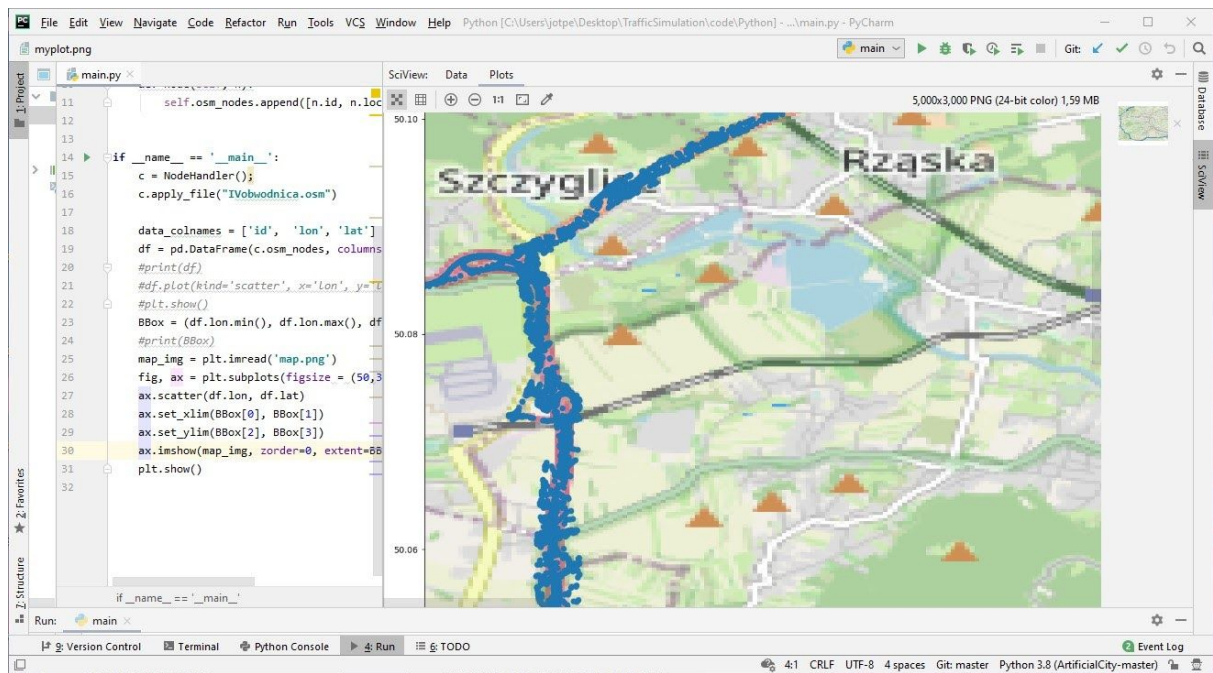 File Edit View Navigate Code Refactor Run Tools VCS Window Help Python [C:\Users\jotpe\Desktop\TrafficSimulation\code\Python] - ...\main.py - PyCharm
myplot.png
main
Git:
1: Project
main.py
SciView: Data Plots
1:1
5,000x3,000 PNG (24-bit color) 1,59 MB
Database
SciView
11 self.osm_nodes.append([n.id, n.loc
12
13
14 if __name__ == '__main__':
15 c = NodeHandler();
16 c.apply_file("IVobwodnica.osm")
17
18 data_colnames = ['id', 'lon', 'lat']
19 df = pd.DataFrame(c.osm_nodes, columns
20 #print(df)
21 #df.plot(kind='scatter', x='lon', y='l
22 #plt.show()
23 BBox = (df.lon.min(), df.lon.max(), df
24 #print(BBox)
25 map_img = plt.imread('map.png')
26 fig, ax = plt.subplots(figsize = (50,3
27 ax.scatter(df.lon, df.lat)
28 ax.set_xlim(BBox[0], BBox[1])
29 ax.set_ylim(BBox[2], BBox[3])
30 ax.imshow(map_img, zorder=0, extent=BB
31 plt.show()
32
if __name__ == '__main__'
50.10
50.08
50.06
Rząska
2: Favorites
7: Structure
Run: main
9: Version Control Terminal Python Console 4: Run 6: TODO
2 Event Log
4:1 CRLF UTF-8 4 spaces Git: master Python 3.8 (ArtificialCity-master)